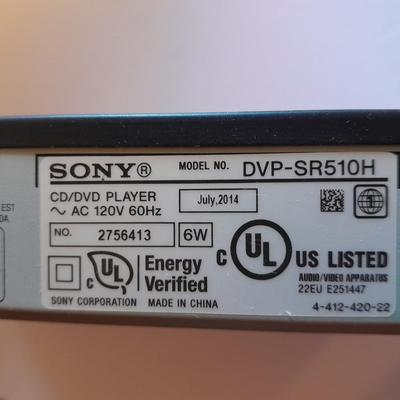 SONY® MODEL NO. DVP-SR510H
CD/DVD PLAYER July,2014
~ AC 120V 60Hz
NO. 2756413 6W
C UL US LISTED
C UL Energy Verified
AUDIO/VIDEO APPARATUS
22EU E251447
SONY CORPORATION MADE IN CHINA 4-412-420-22